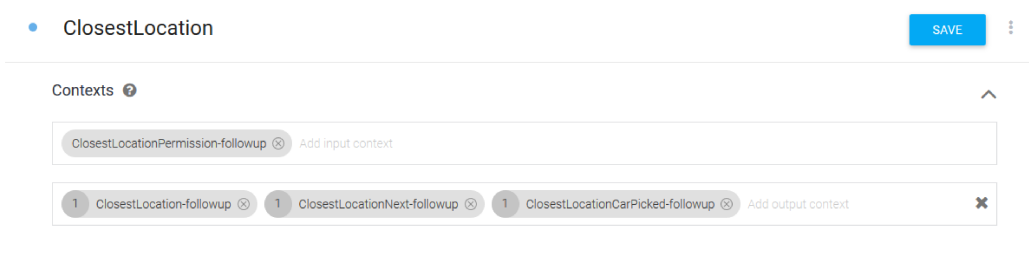 ClosestLocation
SAVE
Contexts ?
ClosestLocationPermission-followup Add input context
1 ClosestLocation-followup 1 ClosestLocationNext-followup 1 ClosestLocationCarPicked-followup Add output context